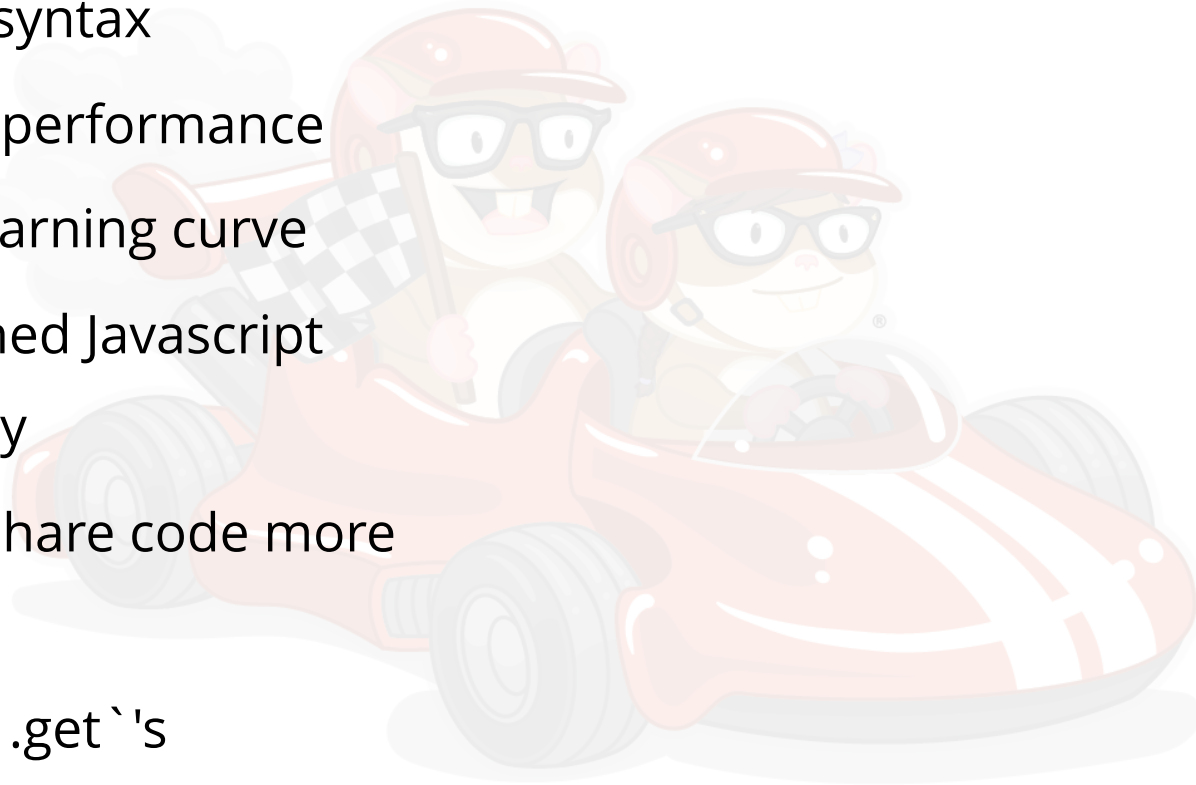 syntax
performance
arning curve
ned Javascript
y
hare code more
.get`'s
®